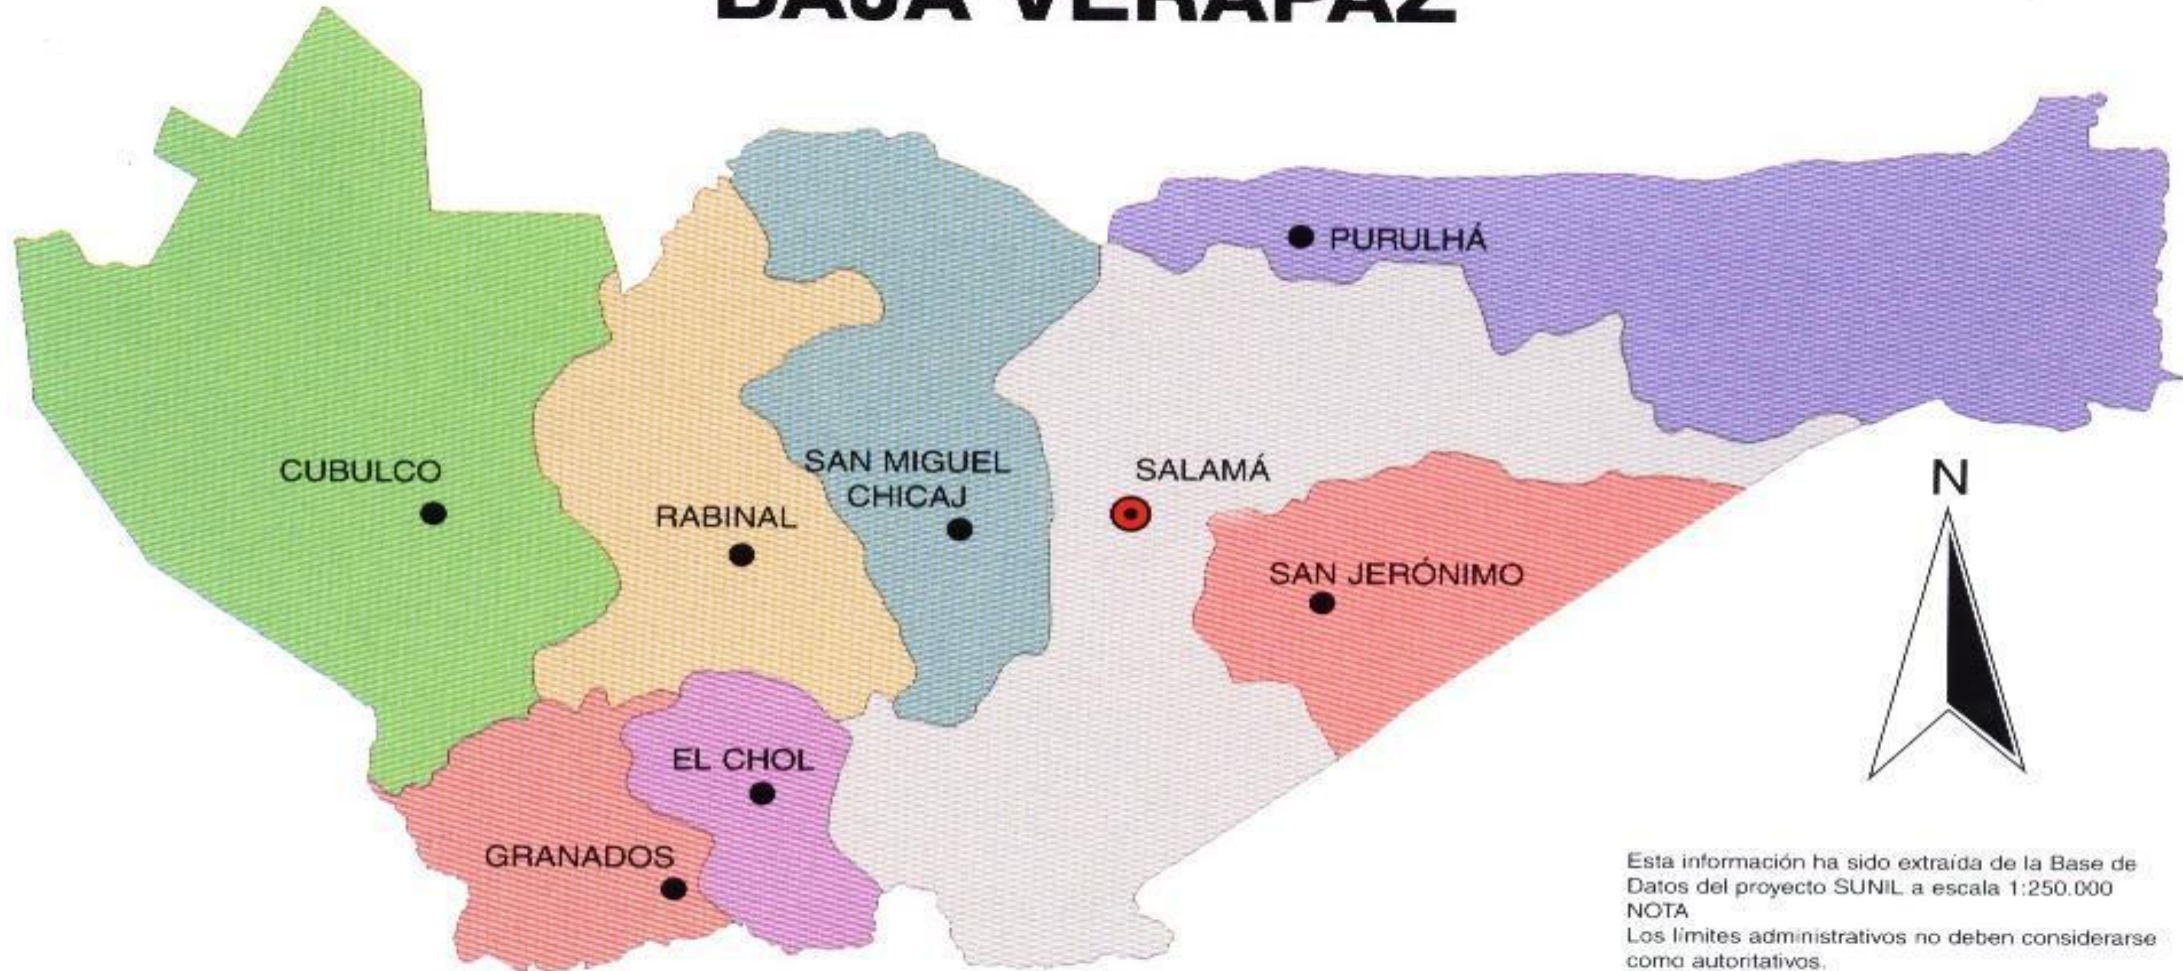 BAJA VERAPAZ
PURULHÁ
CUBULCO
SAN MIGUEL
CHICAJ
SALAMÁ
RABINAL
SAN JERÓNIMO
N
EL CHOL
GRANADOS
Esta información ha sido extraída de la Base de
Datos del proyecto SUNIL a escala 1:250.000
NOTA
Los límites administrativos no deben considerarse
como autoritativos.